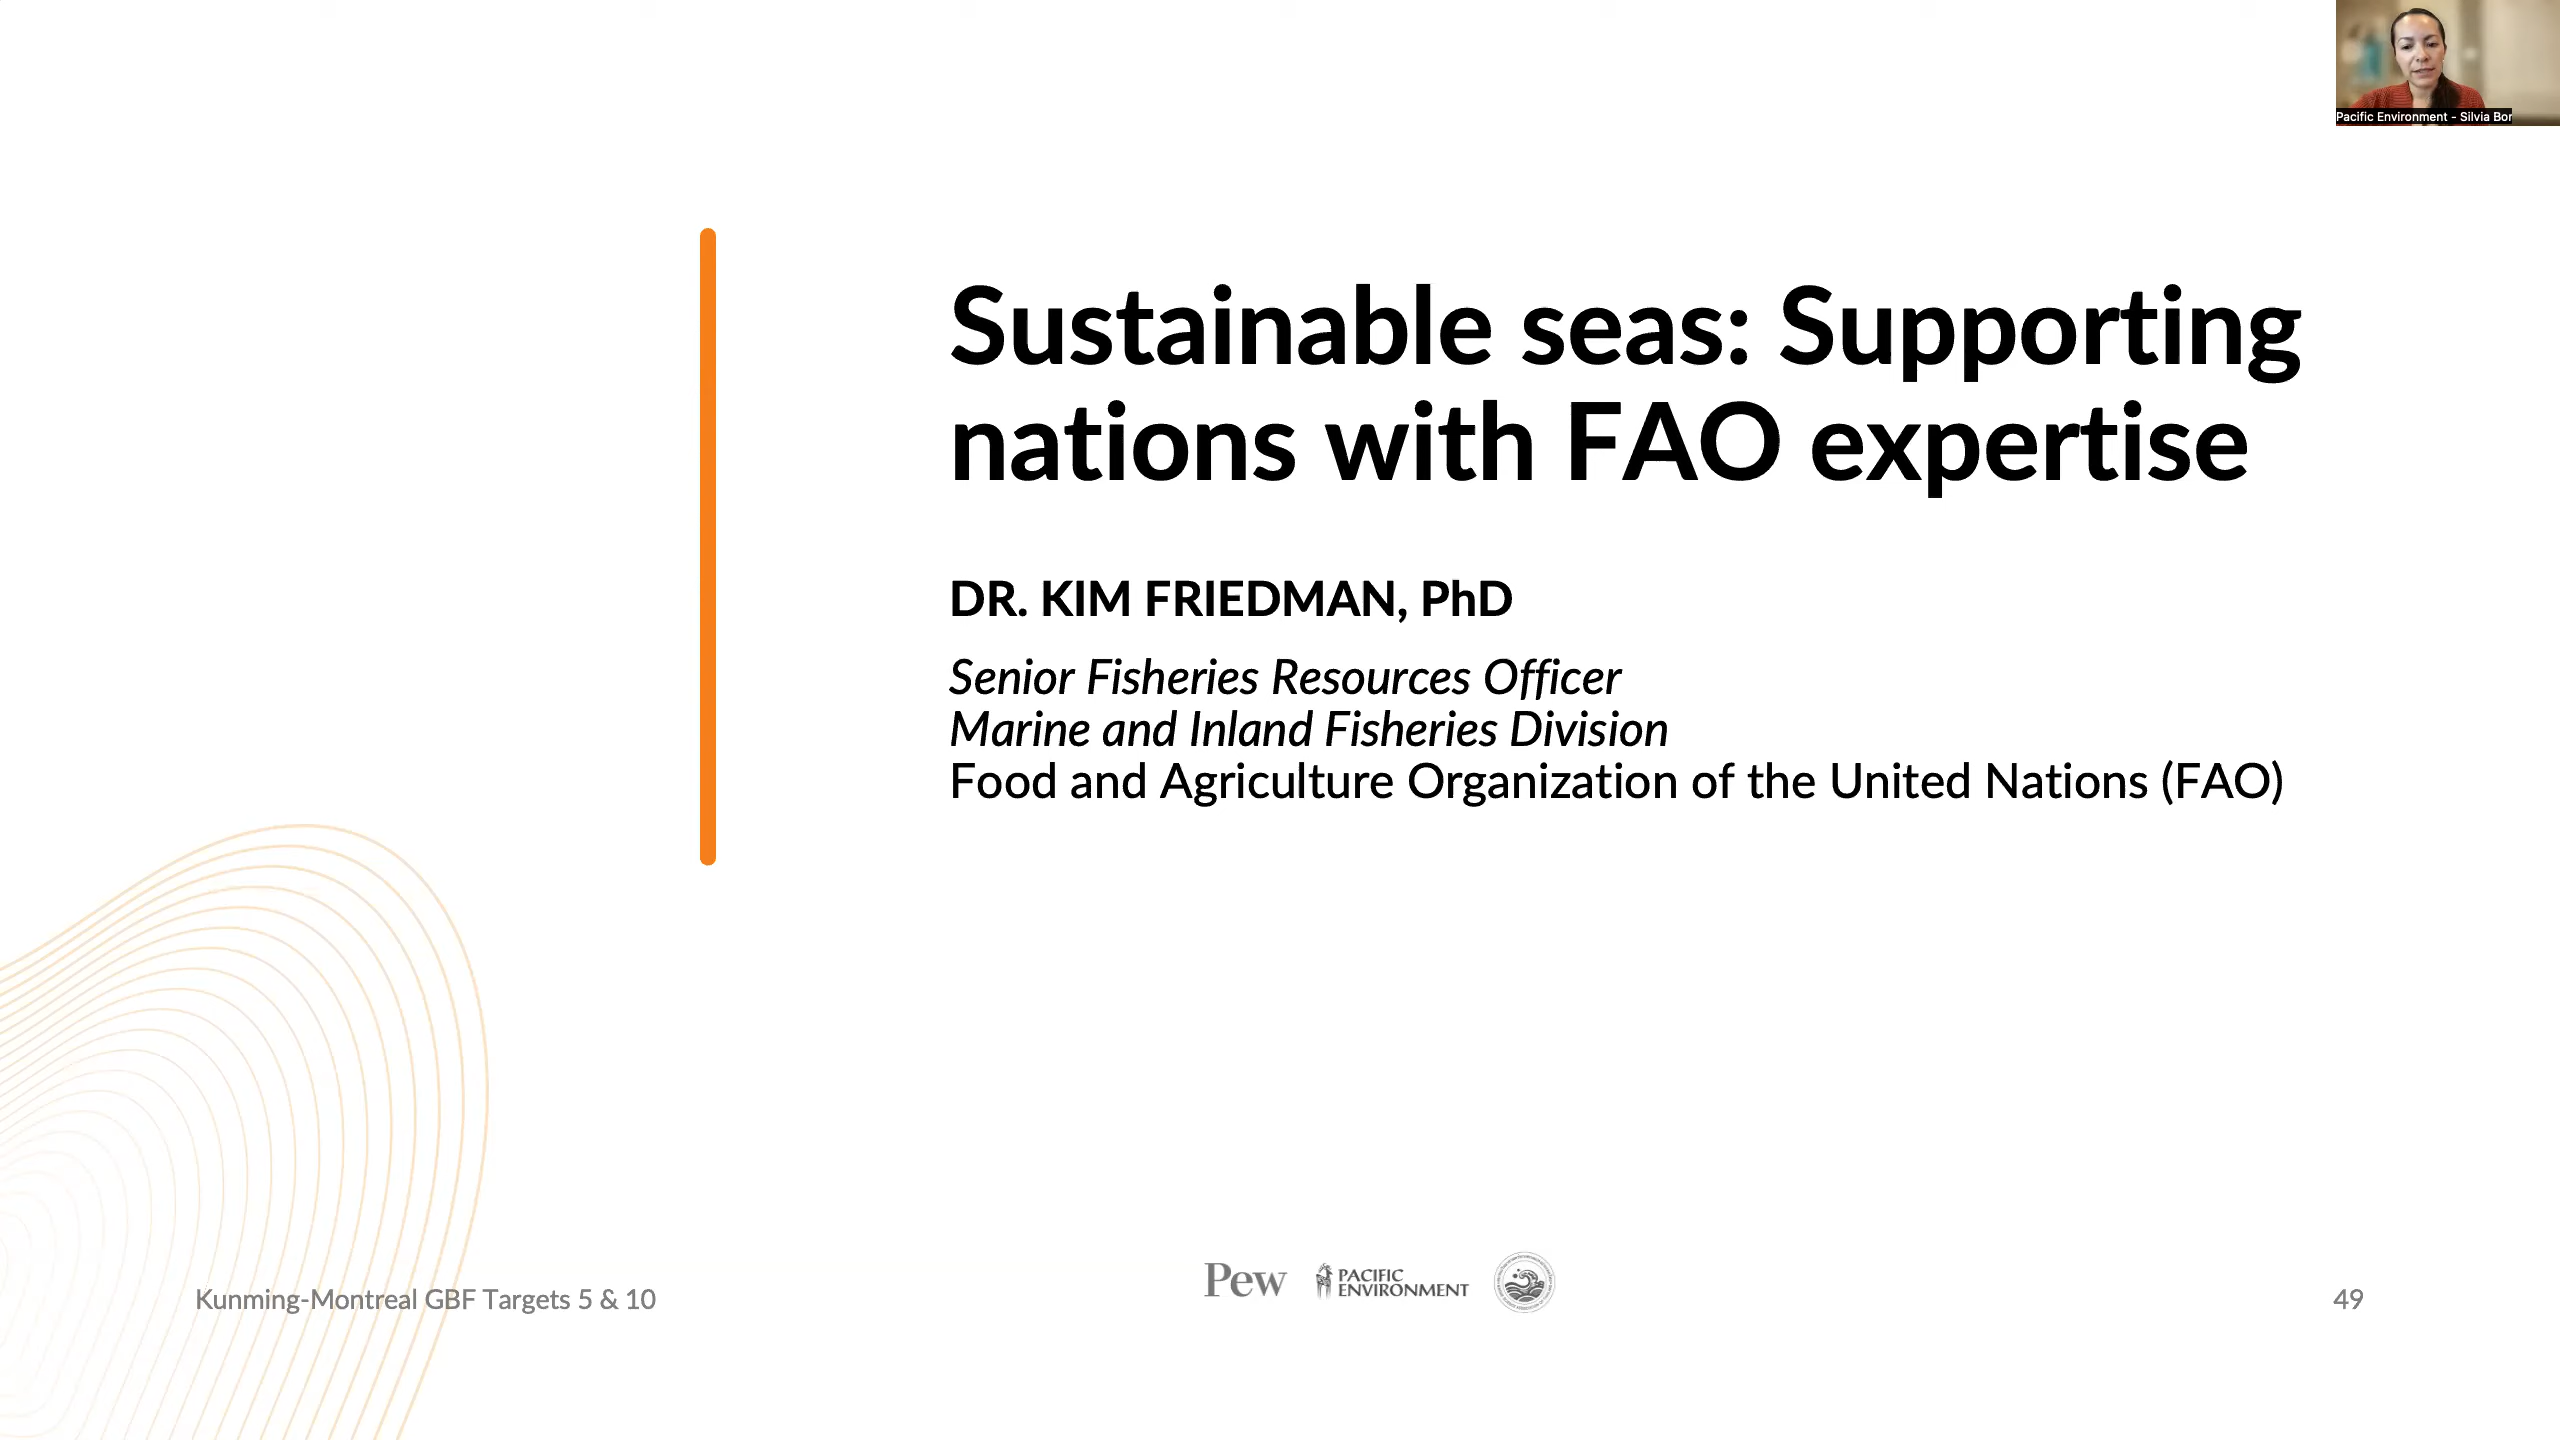 Pacific Environment - Silvia Bor
Sustainable seas: Supporting
nations with FAO expertise
DR. KIM FRIEDMAN, PhD
Senior Fisheries Resources Officer
Marine and Inland Fisheries Division
Food and Agriculture Organization of the United Nations (FAO)
Kunming-Montreal GBF Targets 5 & 10
Pew
PACIFIC
ENVIRONMENT
49